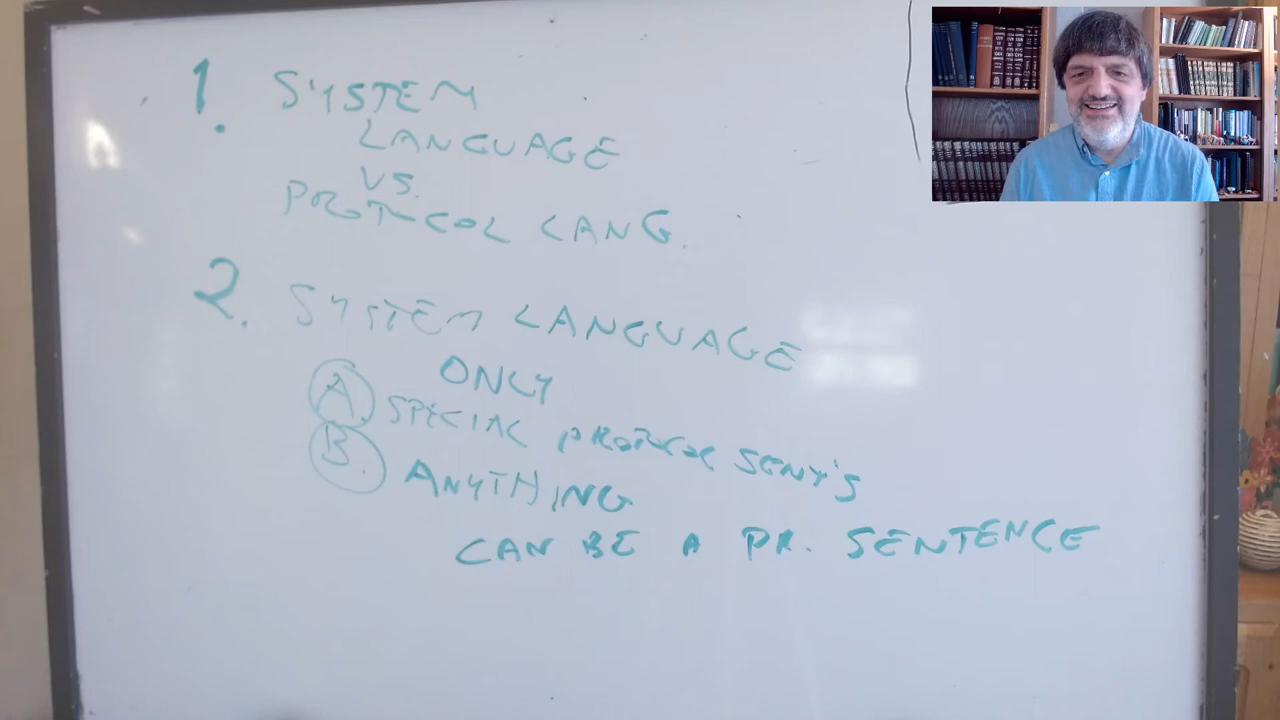 1. SYSTEM
LANGUAGE
VS.
PROTOCOL LANG.
2. SYSTEM LANGUAGE
ONLY
A. SPECIAL PROTOCOL SENT'S
B. ANYTHING
CAN BE A PR. SENTENCE